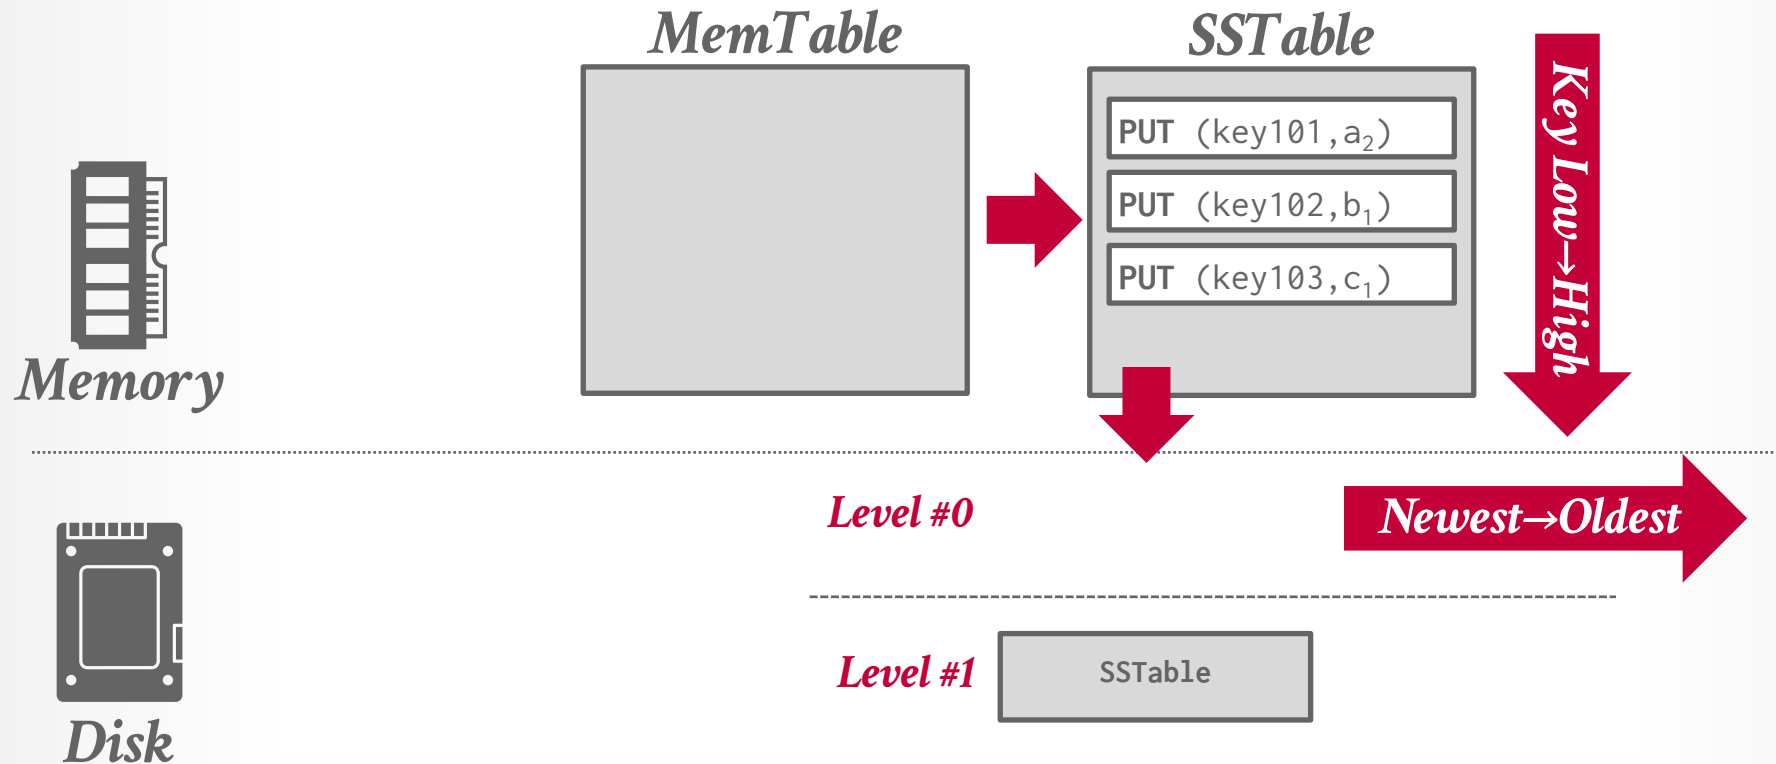 MemTable
SSTable
PUT (key101,a₂)
PUT (key102,b₁)
PUT (key103,c₁)
Key Low→High
Memory
Level #0
Newest→Oldest
Level #1
SSTable
Disk